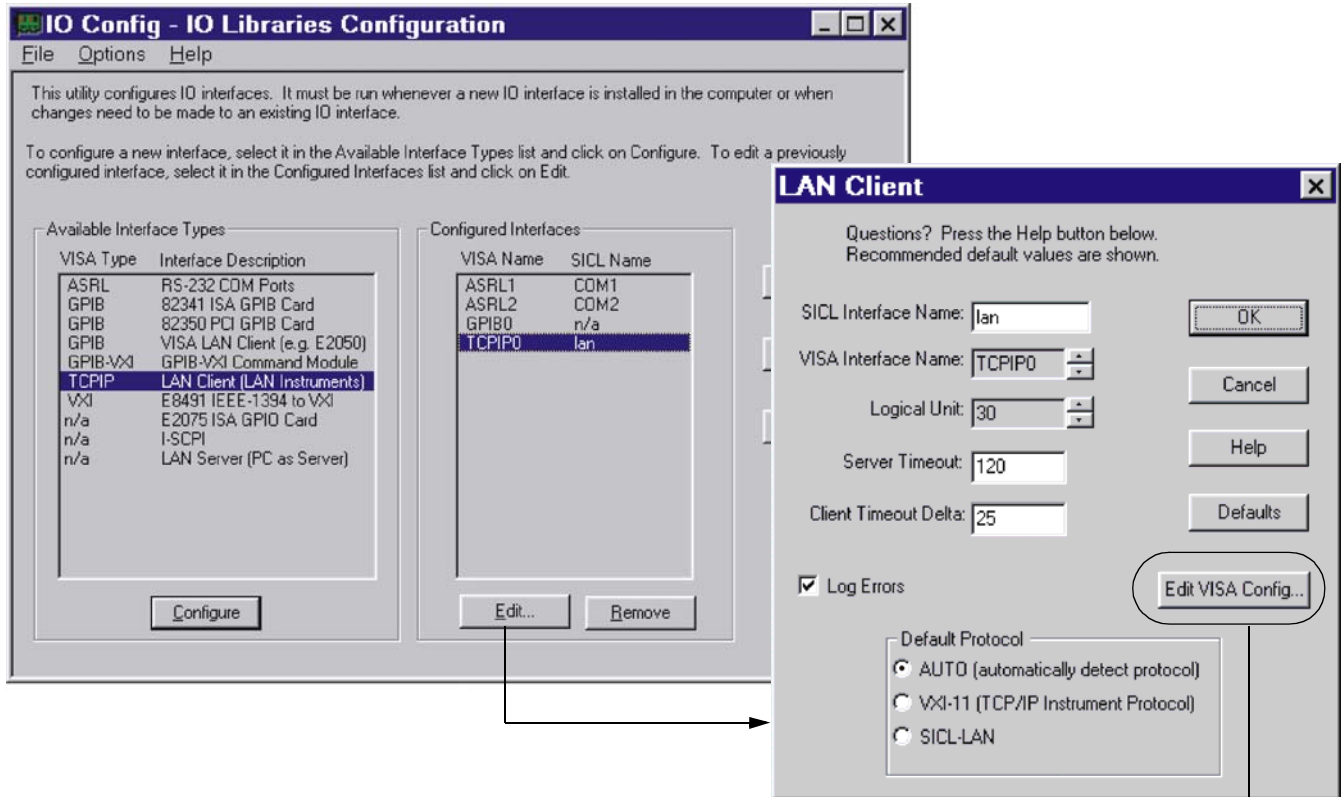 IO Config - IO Libraries Configuration
File Options Help
This utility configures IO interfaces. It must be run whenever a new IO interface is installed in the computer or when
changes need to be made to an existing IO interface.
To configure a new interface, select it in the Available Interface Types list and click on Configure. To edit a previously
configured interface, select it in the Configured Interfaces list and click on Edit.
Available Interface Types
VISA Type Interface Description
ASRL RS-232 COM Ports
GPIB 82341 ISA GPIB Card
GPIB 82350 PCI GPIB Card
GPIB VISA LAN Client (e.g. E2050)
GPIB-VXI GPIB-VXI Command Module
TCPIP LAN Client (LAN Instruments)
VXI E8491 IEEE-1394 to VXI
n/a E2075 ISA GPIO Card
n/a I-SCPI
n/a LAN Server (PC as Server)
Configure
Configured Interfaces
VISA Name SICL Name
ASRL1 COM1
ASRL2 COM2
GPIB0 n/a
TCPIP0 lan
Edit...
Remove
LAN Client
Questions? Press the Help button below.
Recommended default values are shown.
SICL Interface Name: lan
VISA Interface Name: TCPIP0
Logical Unit: 30
Server Timeout: 120
Client Timeout Delta: 25
OK
Cancel
Help
Defaults
Log Errors
Edit VISA Config...
Default Protocol
AUTO (automatically detect protocol)
VXI-11 (TCP/IP Instrument Protocol)
SICL-LAN